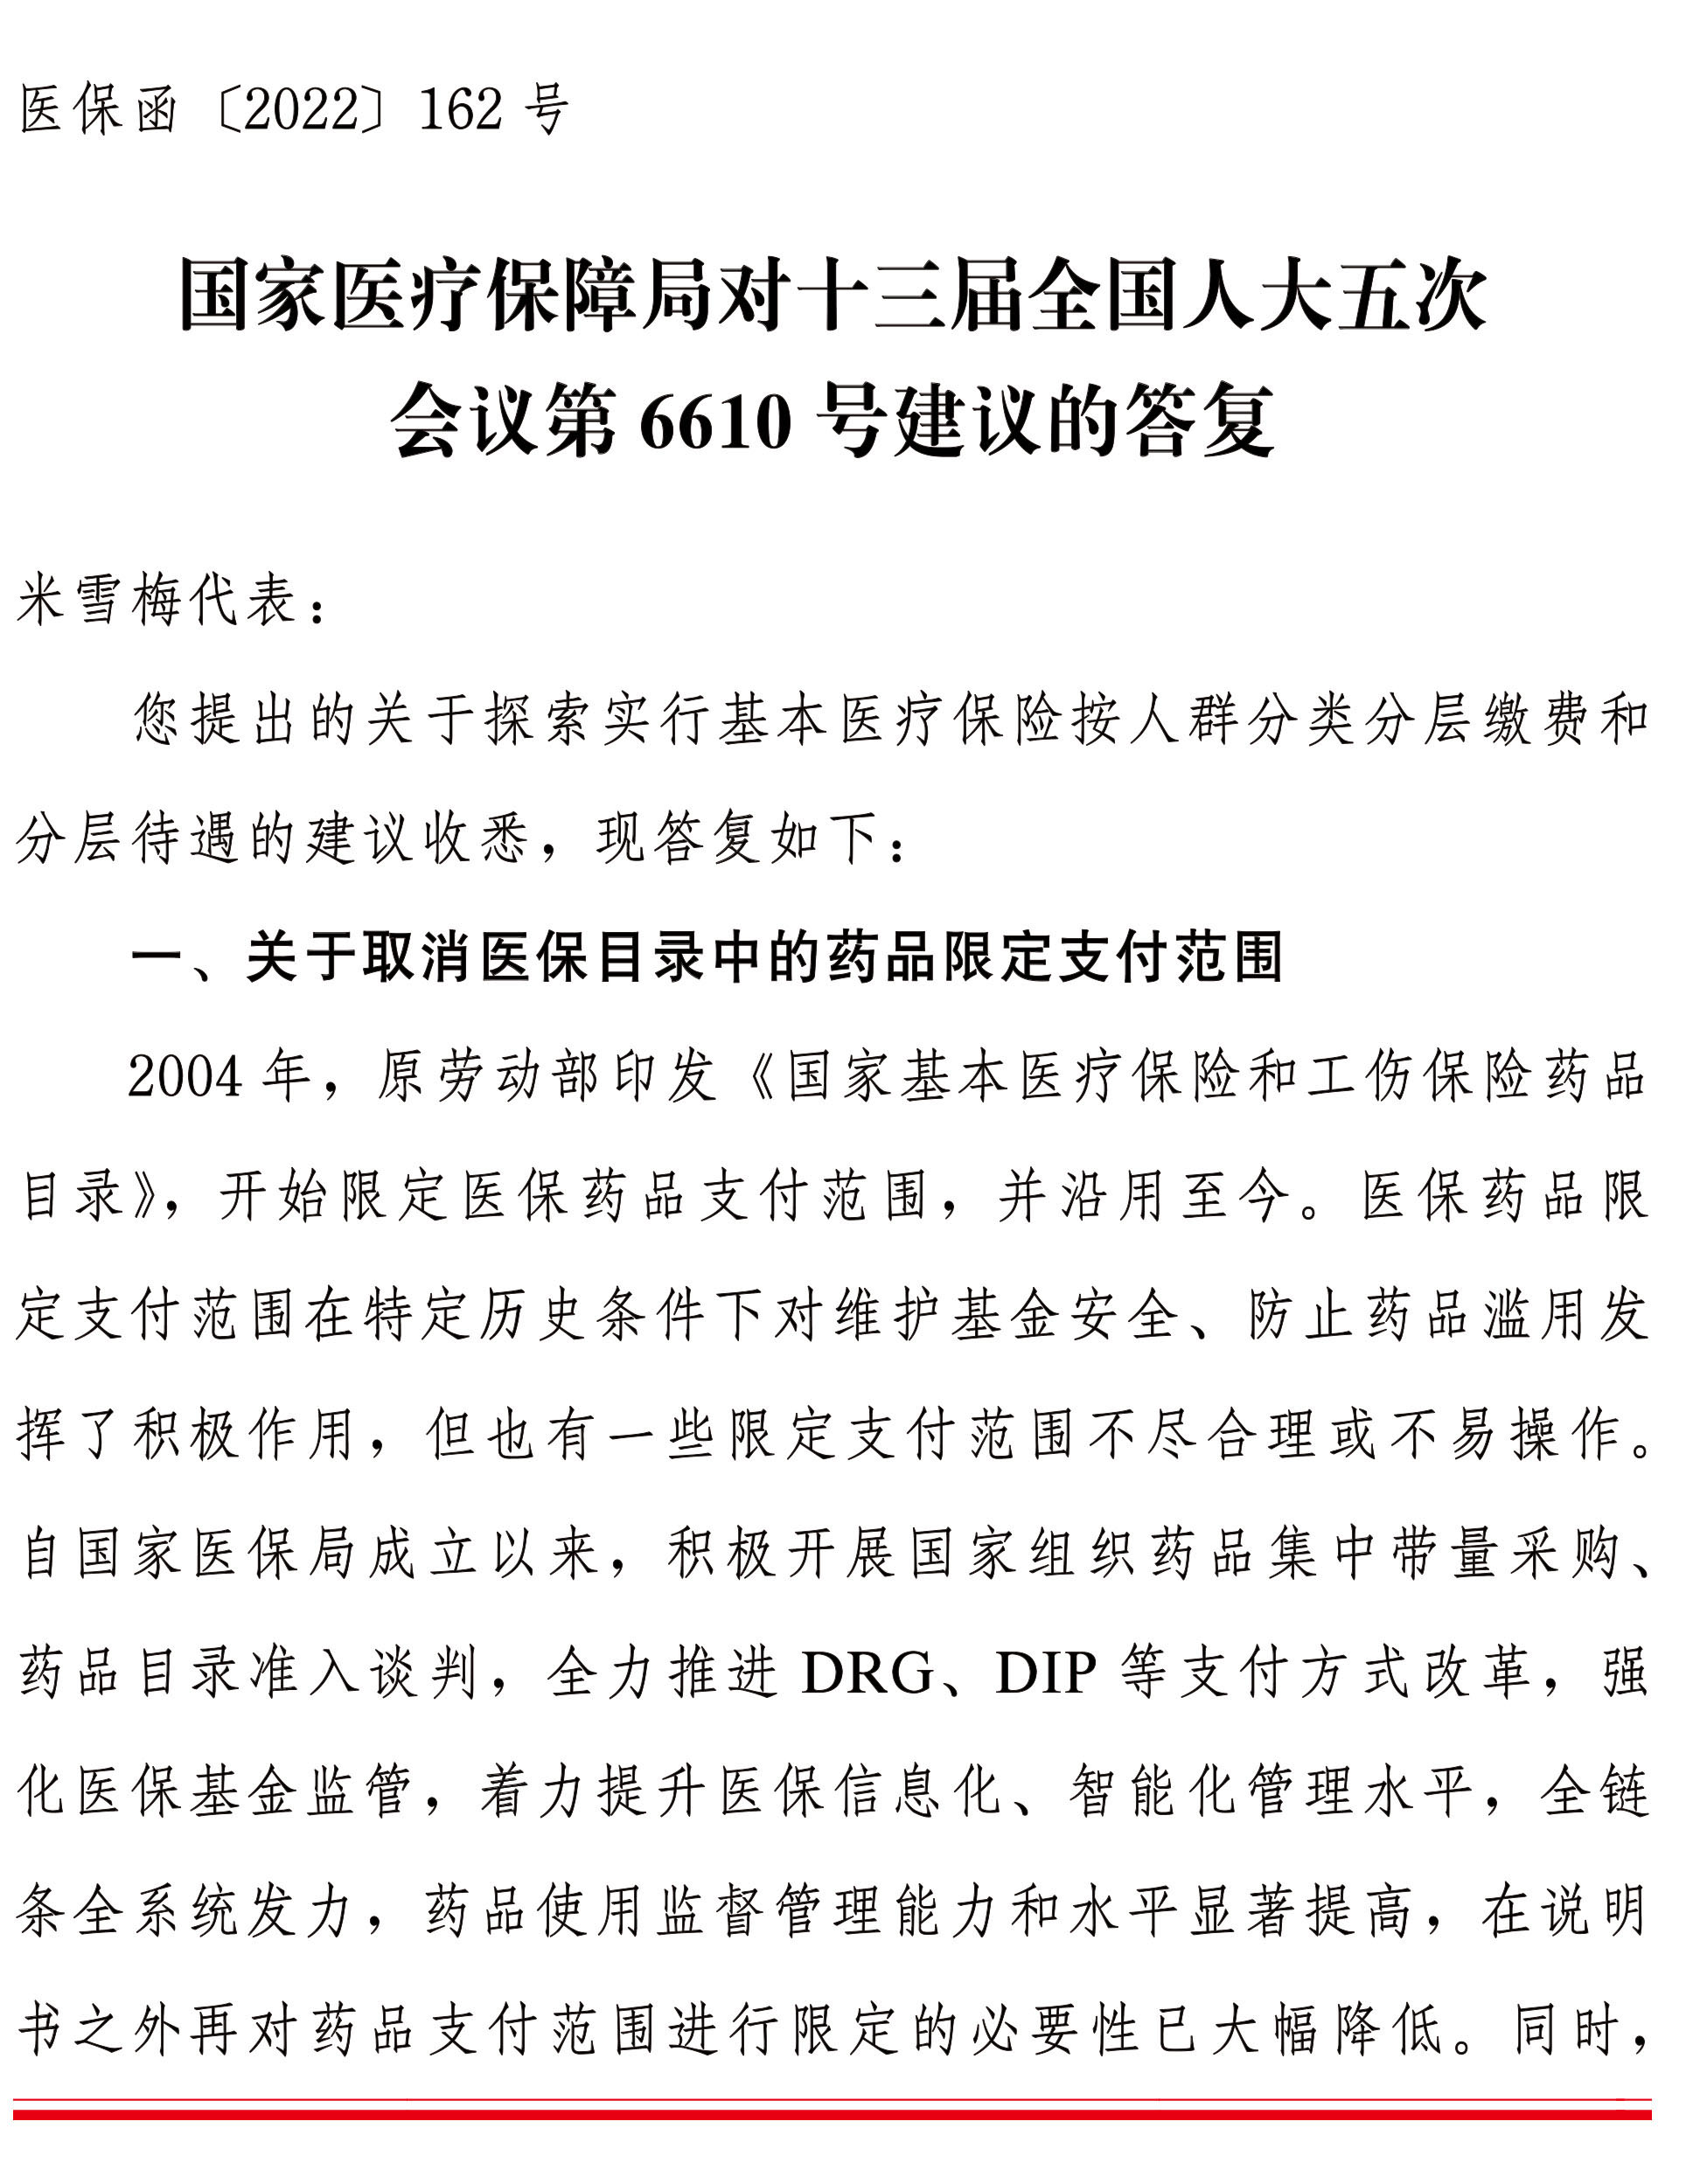 医保函〔2022〕162 号
国家医疗保障局对十三届全国人大五次
会议第 6610 号建议的答复
米雪梅代表：
您提出的关于探索实行基本医疗保险按人群分类分层缴费和
分层待遇的建议收悉，现答复如下：
一、关于取消医保目录中的药品限定支付范围
2004 年，原劳动部印发《国家基本医疗保险和工伤保险药品
目录》，开始限定医保药品支付范围，并沿用至今。医保药品限
定支付范围在特定历史条件下对维护基金安全、防止药品滥用发
挥了积极作用，但也有一些限定支付范围不尽合理或不易操作。
自国家医保局成立以来，积极开展国家组织药品集中带量采购、
药品目录准入谈判，全力推进 DRG、DIP 等支付方式改革，强
化医保基金监管，着力提升医保信息化、智能化管理水平，全链
条全系统发力，药品使用监督管理能力和水平显著提高，在说明
书之外再对药品支付范围进行限定的必要性已大幅降低。同时，